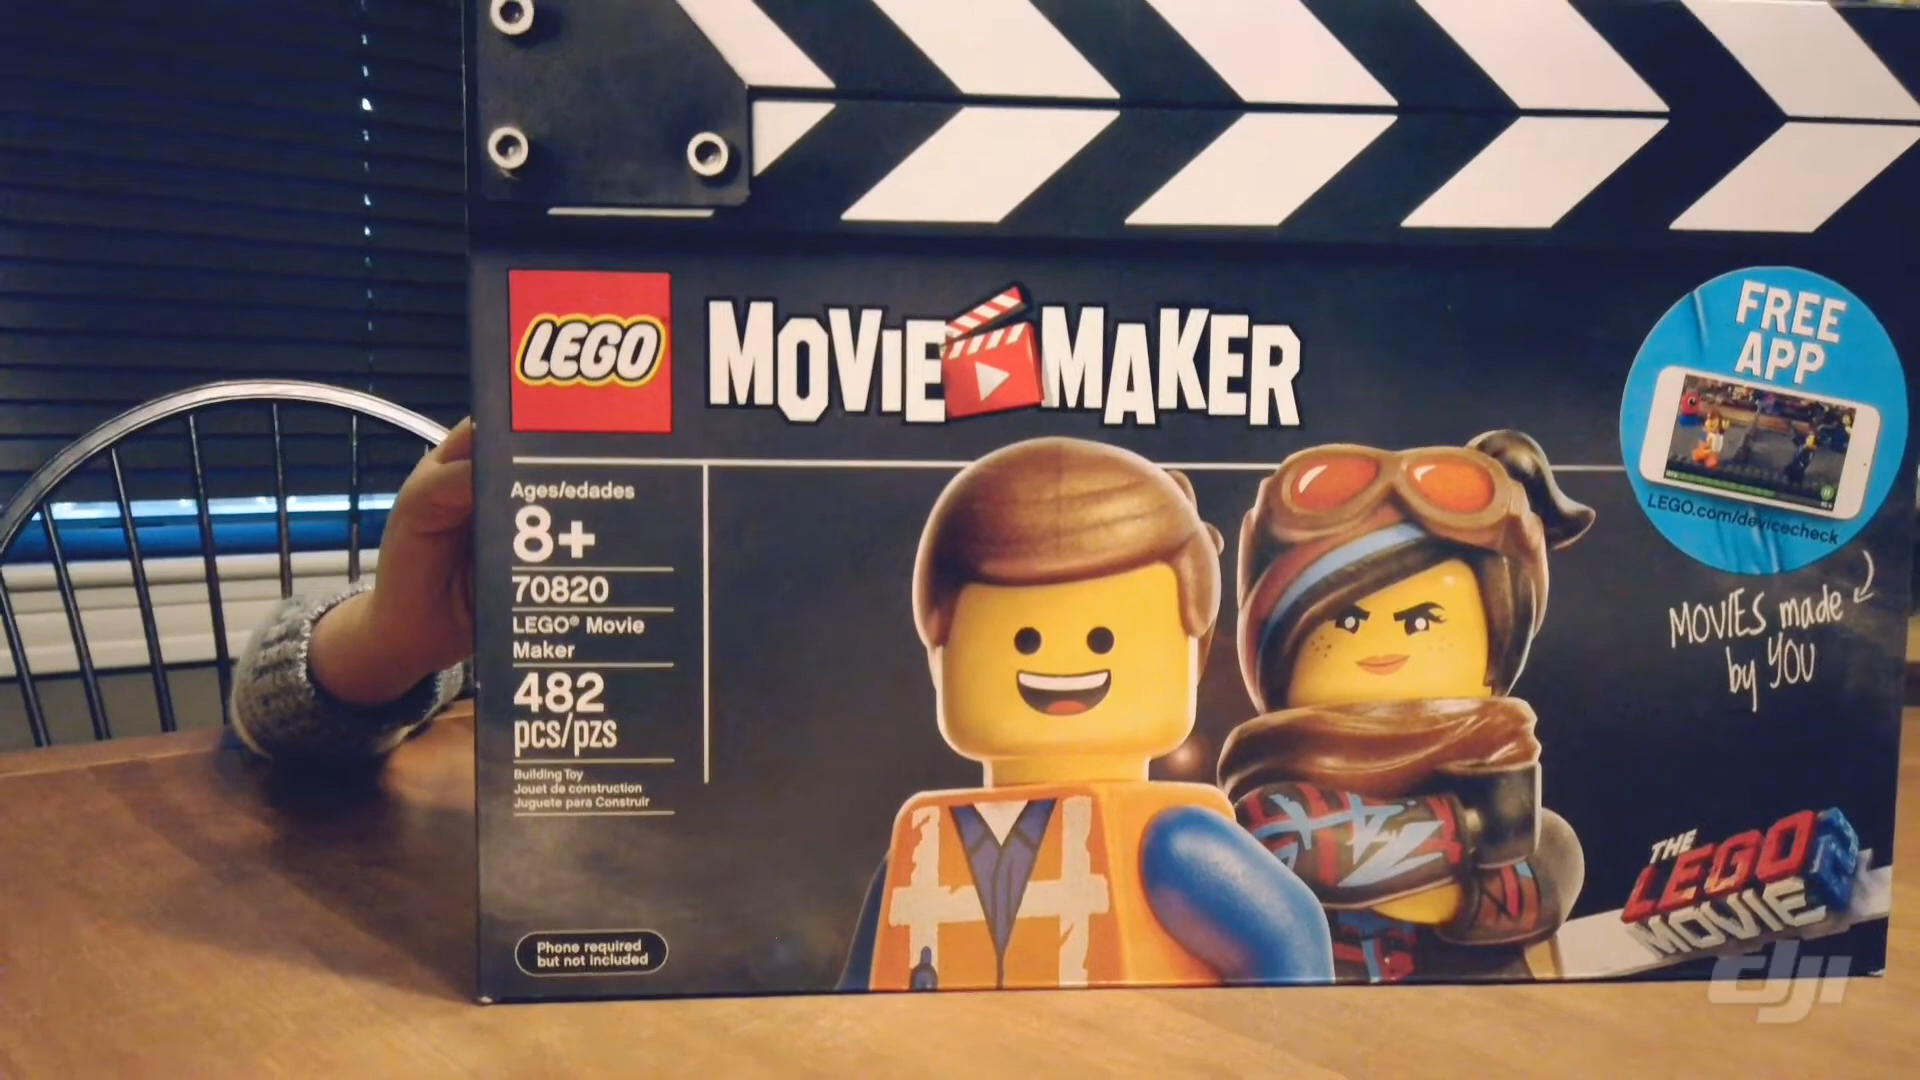 LEGO
MOVIE MAKER
FREE
APP
LEGO.com/devicecheck
MOVIES made
by YOU
Ages/edades
8+
70820
LEGO® Movie
Maker
482
pcs/pzs
Building Toy
Jouet de construction
Juguete para Construir
Phone required
but not included
THE
LEGO
MOVIE 2
dji